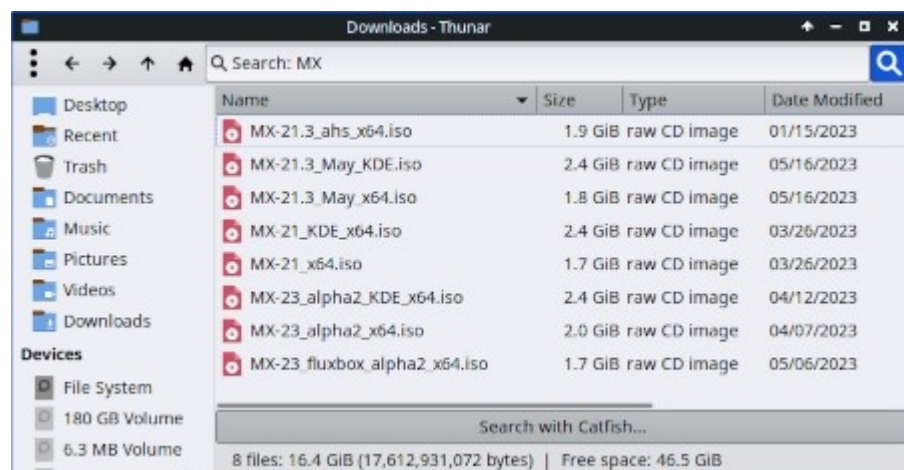 Downloads - Thunar
Search: MX
Name Size Type Date Modified
Desktop
Recent
Trash
Documents
Music
Pictures
Videos
Downloads
Devices
File System
180 GB Volume
6.3 MB Volume
MX-21.3_ahs_x64.iso 1.9 GiB raw CD image 01/15/2023
MX-21.3_May_KDE.iso 2.4 GiB raw CD image 05/16/2023
MX-21.3_May_x64.iso 1.8 GiB raw CD image 05/16/2023
MX-21_KDE_x64.iso 2.4 GiB raw CD image 03/26/2023
MX-21_x64.iso 1.7 GiB raw CD image 03/26/2023
MX-23_alpha2_KDE_x64.iso 2.4 GiB raw CD image 04/12/2023
MX-23_alpha2_x64.iso 2.0 GiB raw CD image 04/07/2023
MX-23_fluxbox_alpha2_x64.iso 1.7 GiB raw CD image 05/06/2023
Search with Catfish...
8 files: 16.4 GiB (17,612,931,072 bytes) | Free space: 46.5 GiB